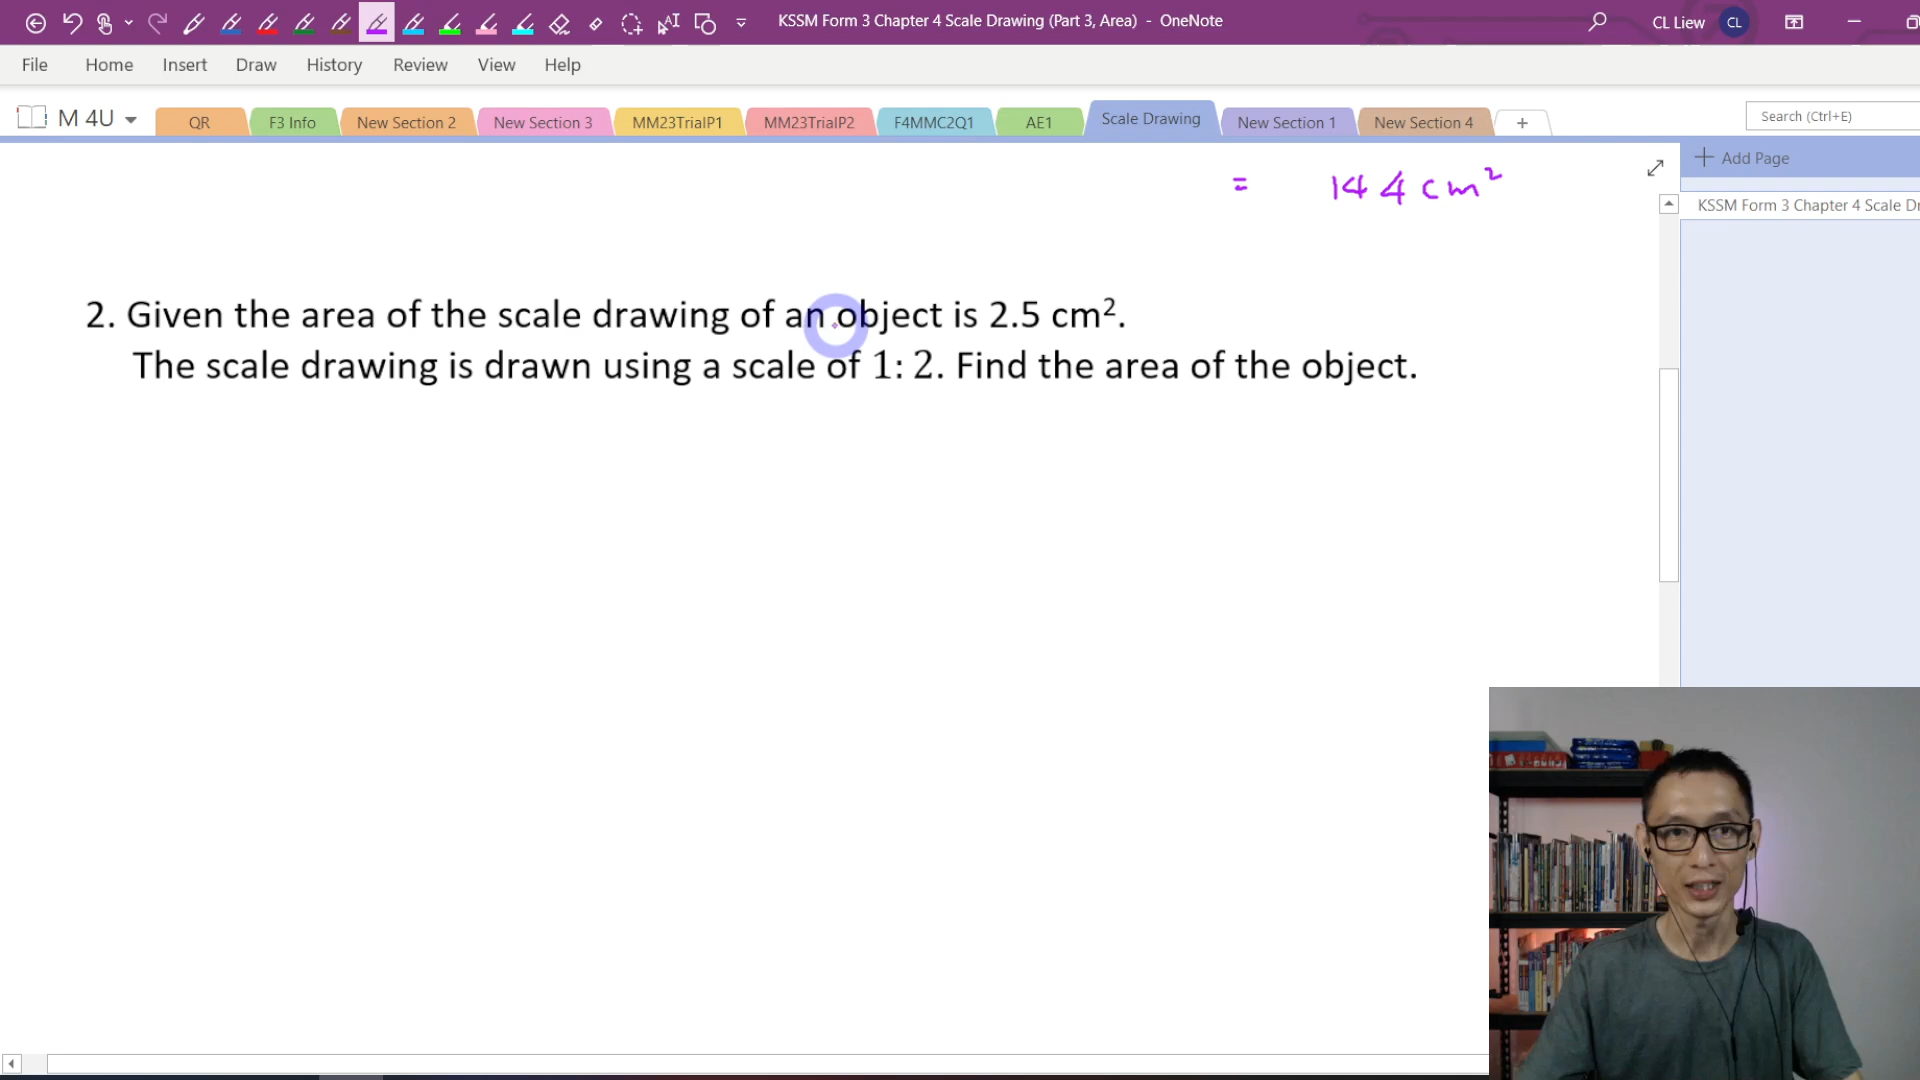 KSSM Form 3 Chapter 4 Scale Drawing (Part 3, Area) - OneNote
CL Liew
CL
File Home Insert Draw History Review View Help
M 4U
QR F3 Info New Section 2 New Section 3 MM23TrialP1 MM23TrialP2 F4MMC2Q1 AE1 Scale Drawing New Section 1 New Section 4 +
Search (Ctrl+E)
Add Page
KSSM Form 3 Chapter 4 Scale Dr
= 144 cm²
2. Given the area of the scale drawing of an object is 2.5 cm².
The scale drawing is drawn using a scale of 1: 2. Find the area of the object.